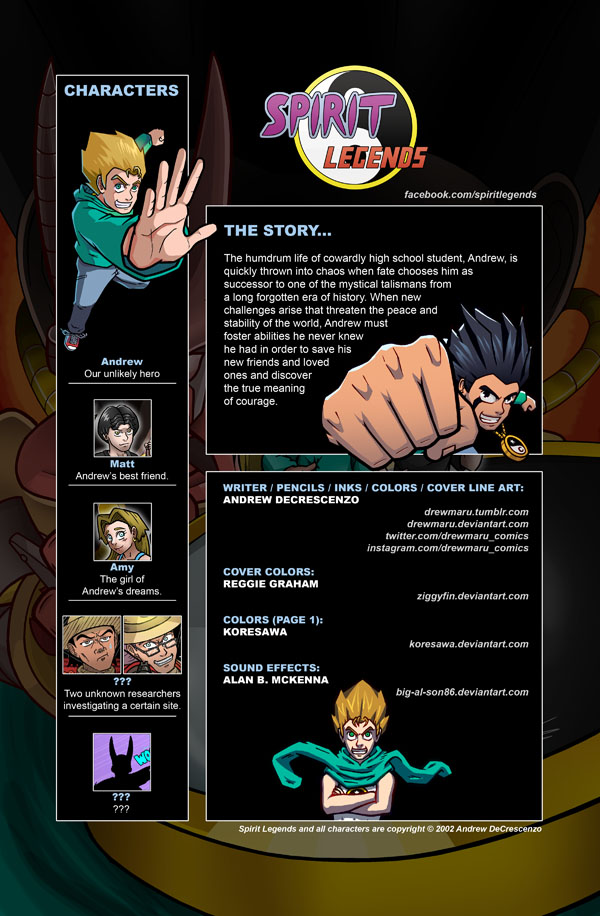 CHARACTERS
Andrew
Our unlikely hero
Matt
Andrew's best friend.
Amy
The girl of
Andrew's dreams.
???
Two unknown researchers
investigating a certain site.
???
???
SPIRIT
LEGENDS
facebook.com/spiritlegends
THE STORY...
The humdrum life of cowardly high school student, Andrew, is
quickly thrown into chaos when fate chooses him as
successor to one of the mystical talismans from
a long forgotten era of history. When new
challenges arise that threaten the peace and
stability of the world, Andrew must
foster abilities he never knew
he had in order to save his
new friends and loved
ones and discover
the true meaning
of courage.
WRITER / PENCILS / INKS / COLORS / COVER LINE ART:
ANDREW DECRESCENZO
drewmaru.tumblr.com
drewmaru.deviantart.com
twitter.com/drewmaru_comics
instagram.com/drewmaru_comics
COVER COLORS:
REGGIE GRAHAM
ziggyfin.deviantart.com
COLORS (PAGE 1):
KORESAWA
koresawa.deviantart.com
SOUND EFFECTS:
ALAN B. MCKENNA
big-al-son86.deviantart.com
Spirit Legends and all characters are copyright © 2002 Andrew DeCrescenzo